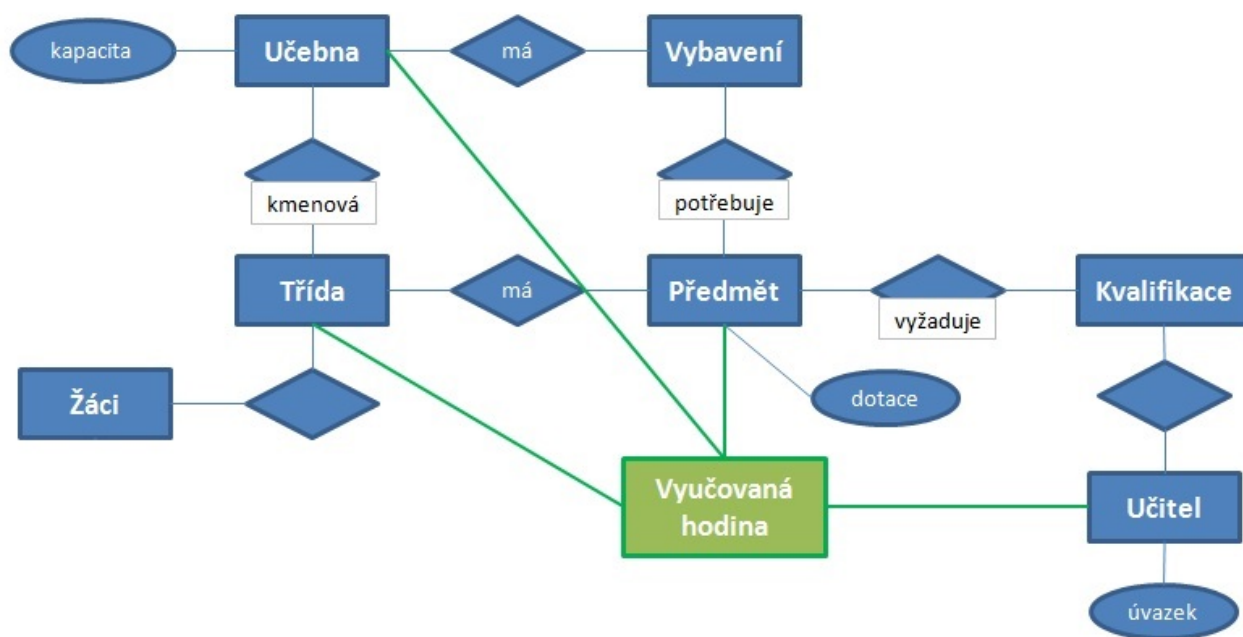 kapacita
Učebna
má
Vybavení
kmenová
potřebuje
Třída
má
Předmět
vyžaduje
Kvalifikace
Žáci
dotace
Vyučovaná
hodina
Učitel
úvazek